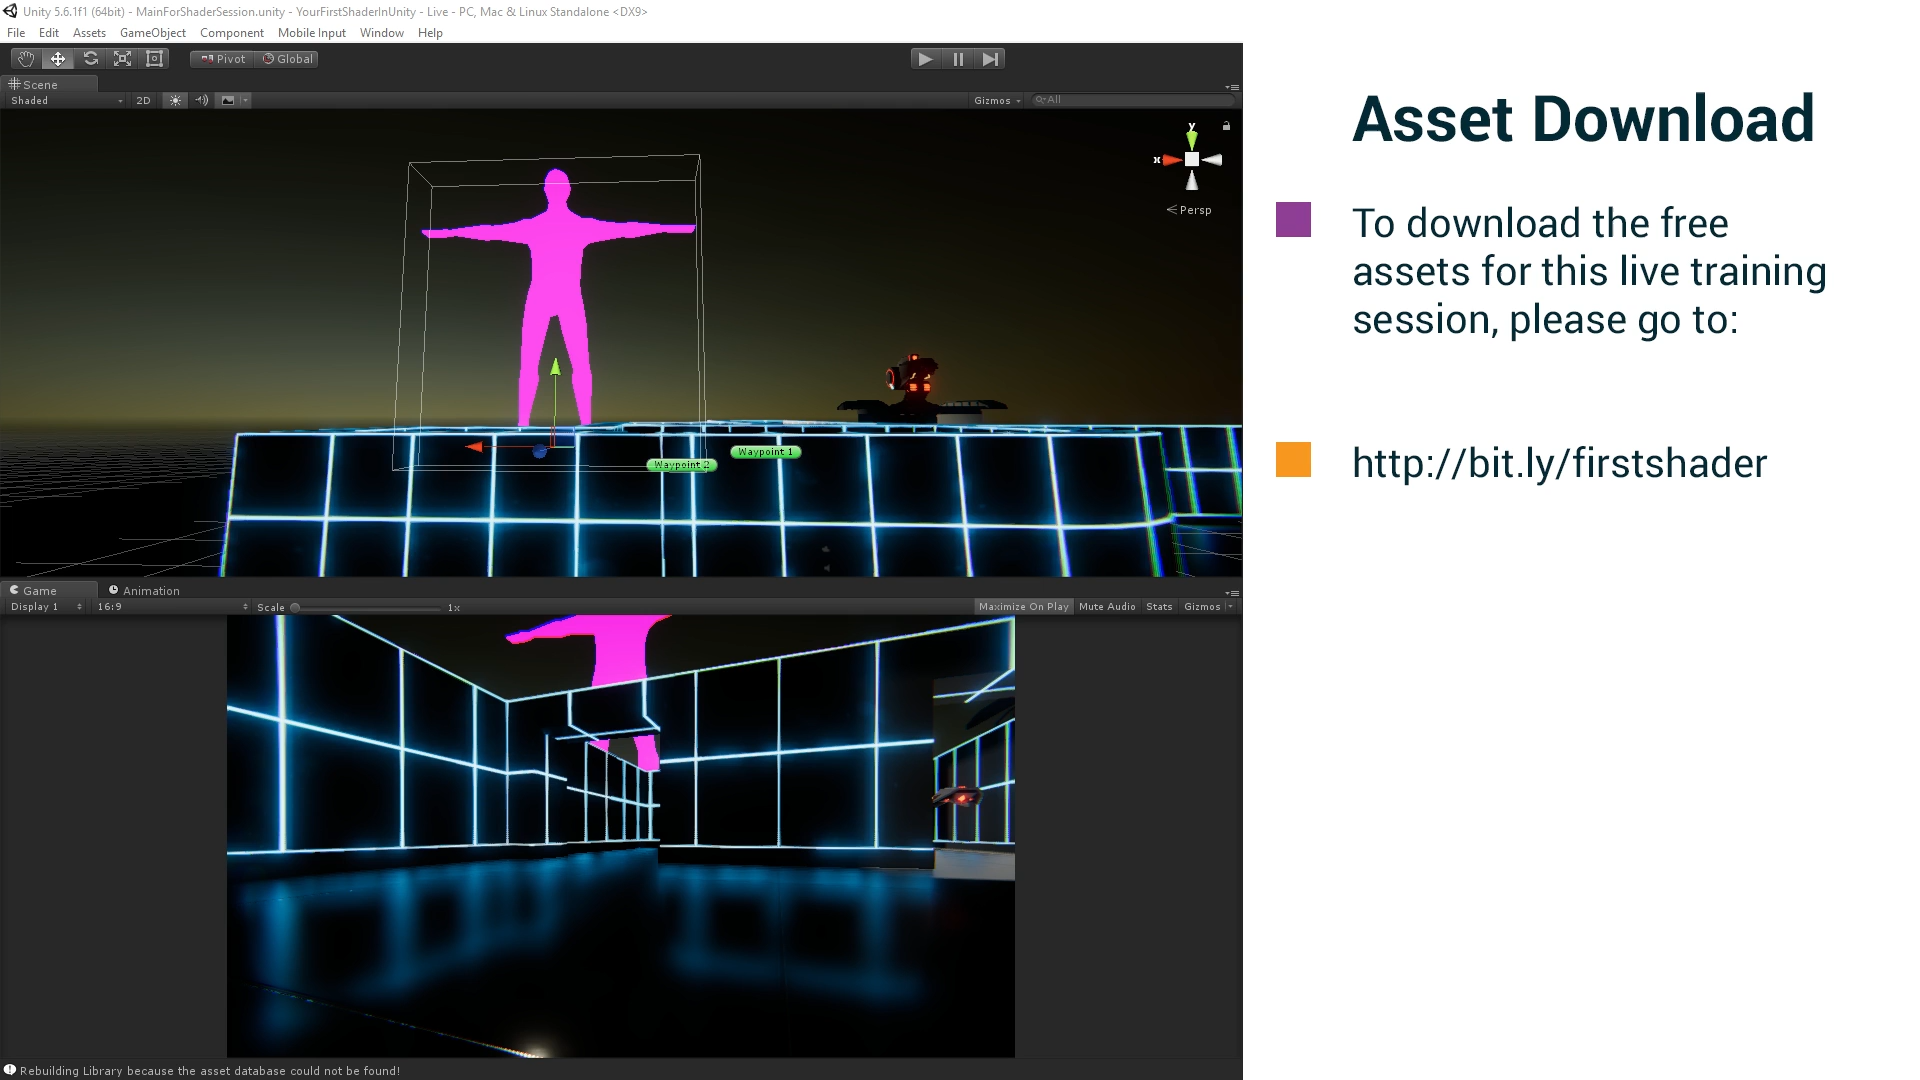 Unity 5.6.1f1 (64bit) - MainForShaderSession.unity - YourFirstShaderInUnity - Live - PC, Mac & Linux Standalone <DX9>
File Edit Assets GameObject Component Mobile Input Window Help
Pivot Global
Scene
Shaded 2D Gizmos All
y
x
Persp
Waypoint 1
Waypoint 2
Game Animation
Display 1 16:9 Scale 1x Maximize On Play Mute Audio Stats Gizmos
Rebuilding Library because the asset database could not be found!
Asset Download
To download the free
assets for this live training
session, please go to:
http://bit.ly/firstshader